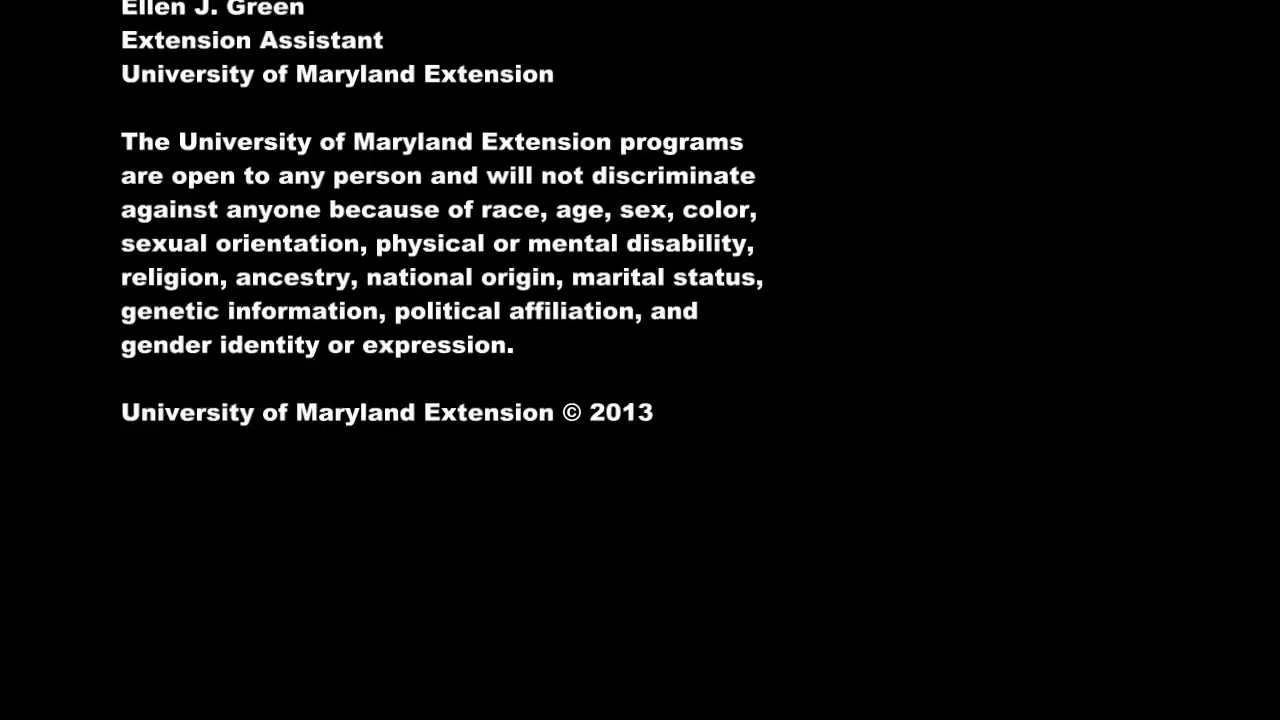 Ellen J. Green
Extension Assistant
University of Maryland Extension
The University of Maryland Extension programs
are open to any person and will not discriminate
against anyone because of race, age, sex, color,
sexual orientation, physical or mental disability,
religion, ancestry, national origin, marital status,
genetic information, political affiliation, and
gender identity or expression.
University of Maryland Extension © 2013